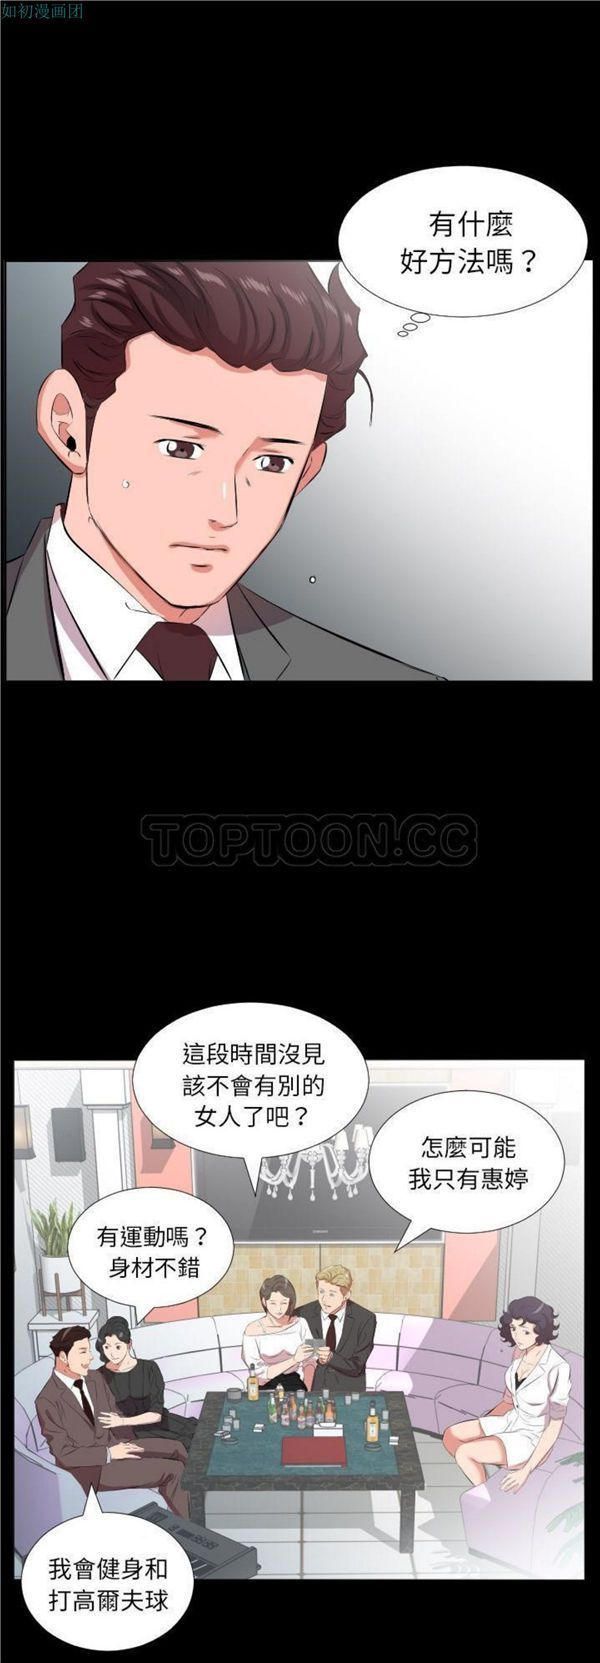 如初漫画团
有什麼
好方法嗎？
TOPTOON.CC
這段時間沒見
該不會有別的
女人了吧？
怎麼可能
我只有惠婷
有運動嗎？
身材不錯
我會健身和
打高爾夫球